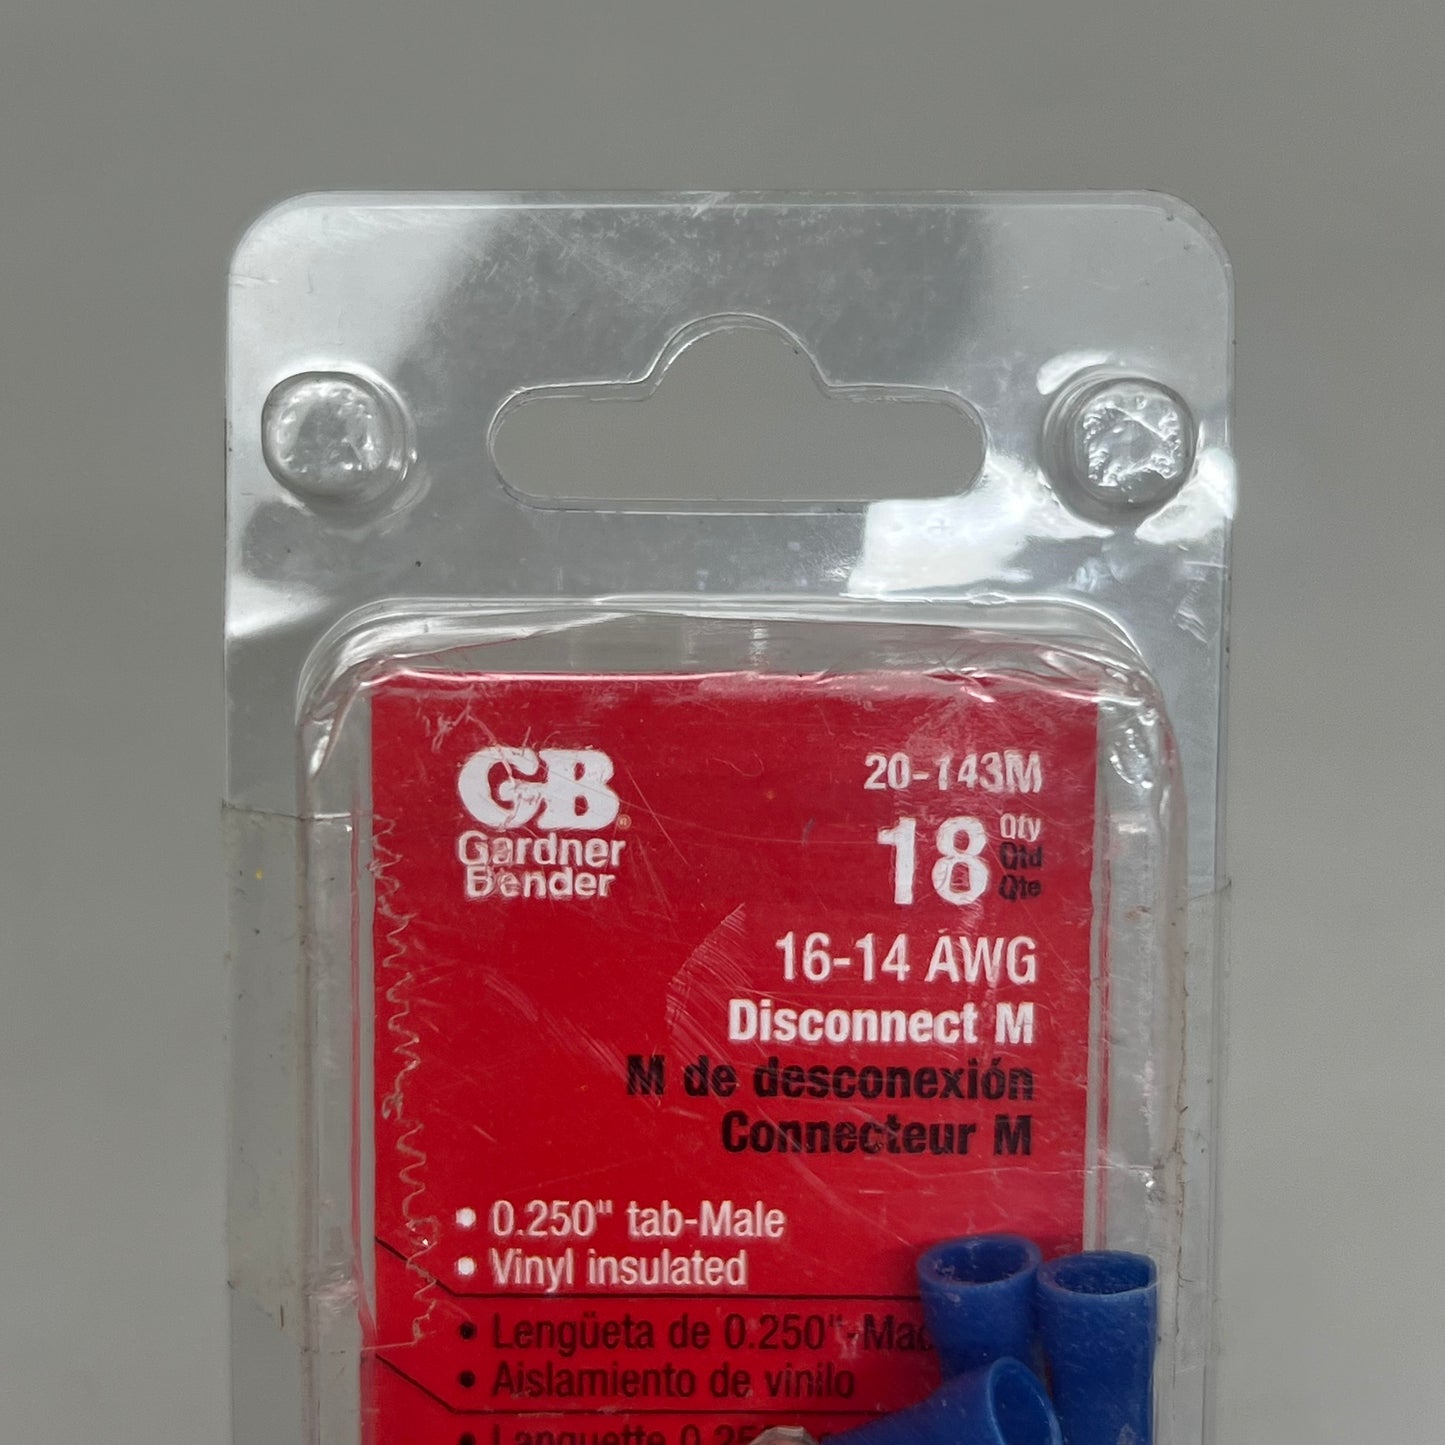 GB®
Gardner
Bender
20-143M
18 Qty
Qtd
Qte
16-14 AWG
Disconnect M
M de desconexión
Connecteur M
• 0.250" tab-Male
• Vinyl insulated
• Lengüeta de 0.250"
• Aislamiento de vinilo
• Languette